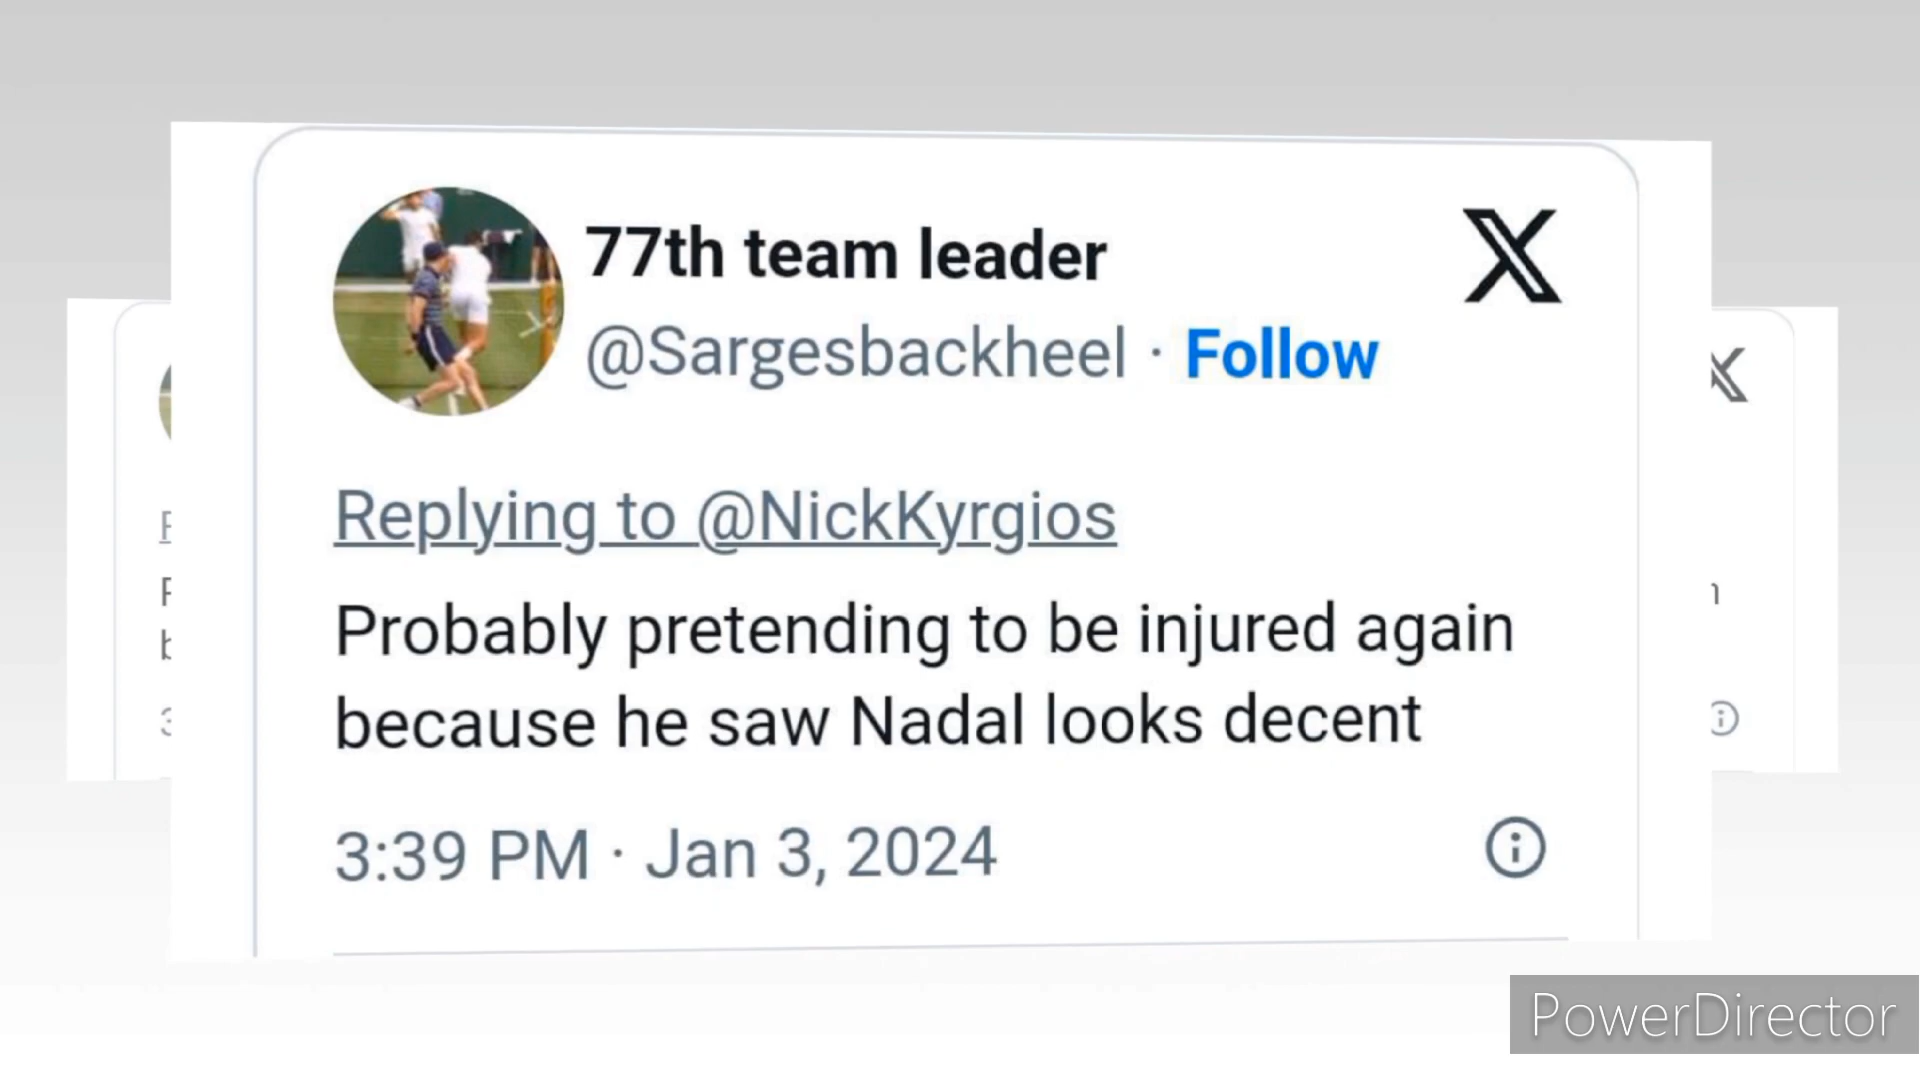 77th team leader
@Sargesbackheel · Follow
Replying to @NickKyrgios
Probably pretending to be injured again
because he saw Nadal looks decent
3:39 PM · Jan 3, 2024
PowerDirector